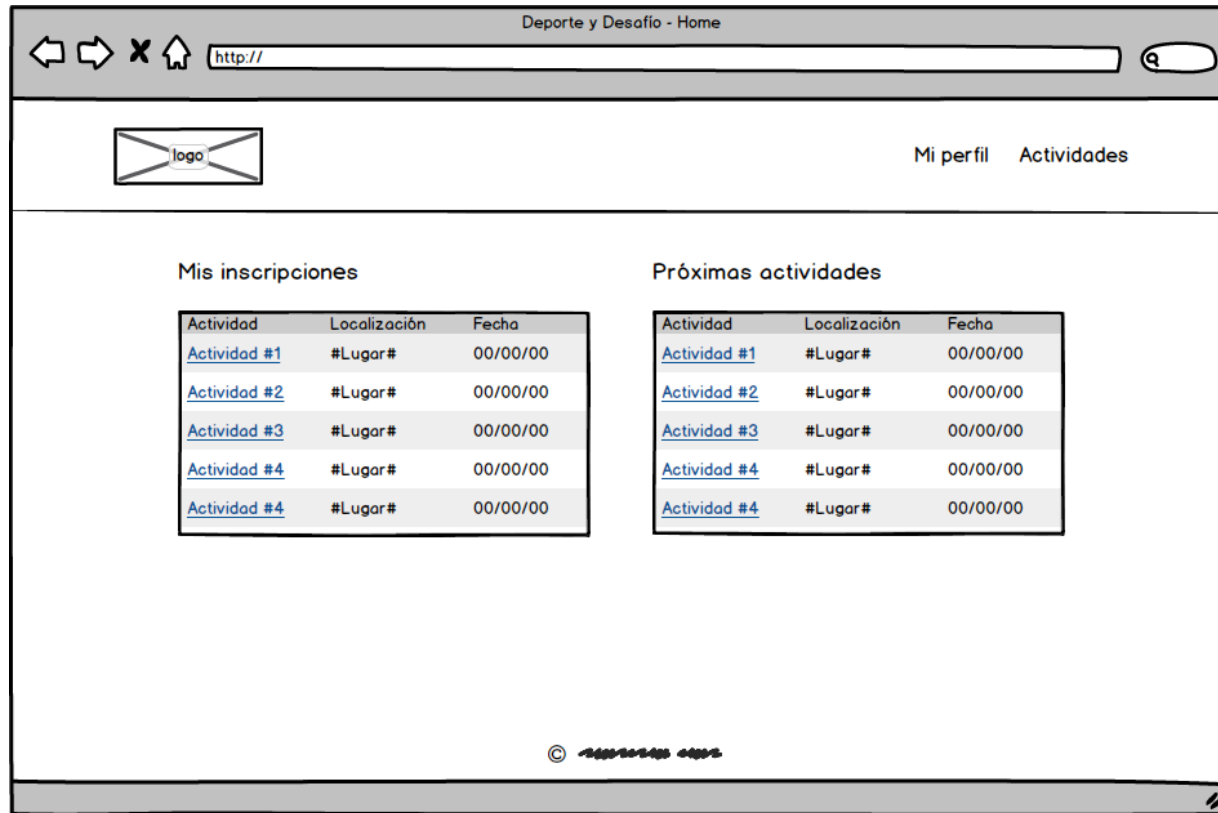 Deporte y Desafío - Home
http://
logo
Mi perfil Actividades
Mis inscripciones
Actividad Localización Fecha
Actividad #1 #Lugar# 00/00/00
Actividad #2 #Lugar# 00/00/00
Actividad #3 #Lugar# 00/00/00
Actividad #4 #Lugar# 00/00/00
Actividad #4 #Lugar# 00/00/00
Próximas actividades
Actividad Localización Fecha
Actividad #1 #Lugar# 00/00/00
Actividad #2 #Lugar# 00/00/00
Actividad #3 #Lugar# 00/00/00
Actividad #4 #Lugar# 00/00/00
Actividad #4 #Lugar# 00/00/00
©